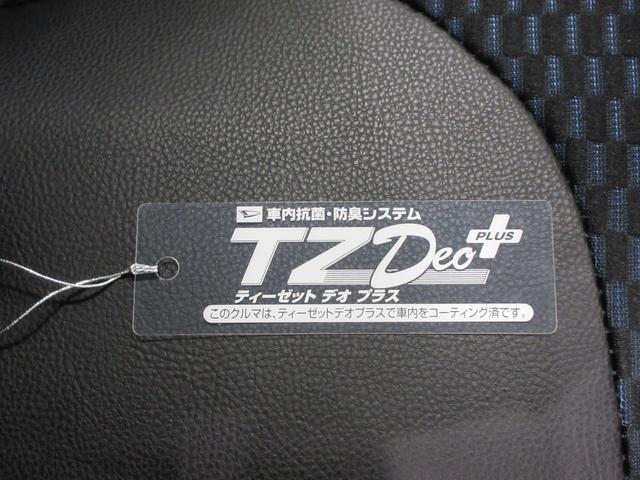 車内抗菌・防臭システム
TZ Deo PLUS
ティーゼット デオ プラス
このクルマは、ティーゼットデオプラスで車内をコーティング済です。